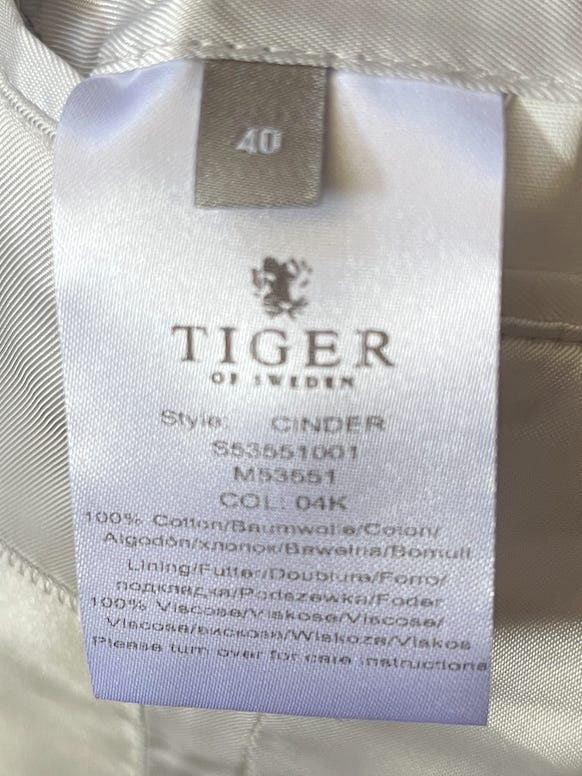 40
TIGER
OF SWEDEN
Style: CINDER
S53551001
M53551
COL: 04K
100% Cotton/Baumwolle/Coton/
Algodón/хлопок/Bawełna/Bomull
Lining/Futter/Doublure/Forro/
подкладка/Podszewka/Foder
100% Viscose/Viskose/Viscose/
Viscosa/вискоза/Wiskoza/Viskos
Please turn over for care instructions